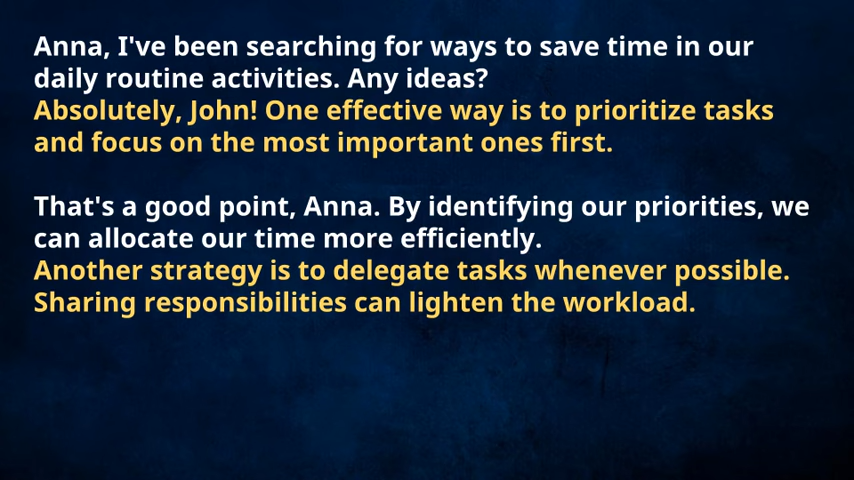 Anna, I've been searching for ways to save time in our
daily routine activities. Any ideas?
Absolutely, John! One effective way is to prioritize tasks
and focus on the most important ones first.
That's a good point, Anna. By identifying our priorities, we
can allocate our time more efficiently.
Another strategy is to delegate tasks whenever possible.
Sharing responsibilities can lighten the workload.